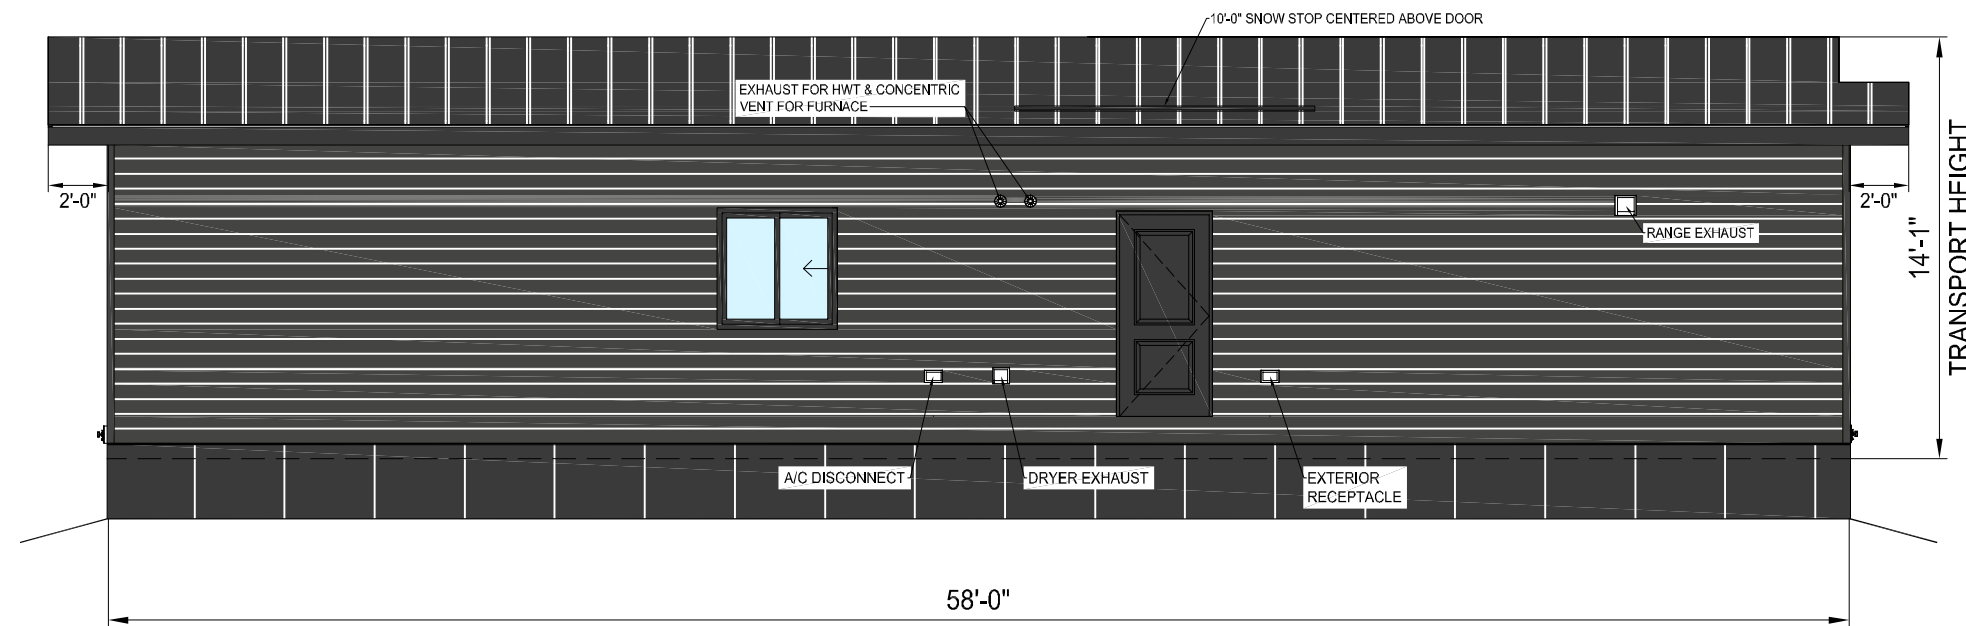 10'-0" SNOW STOP CENTERED ABOVE DOOR
EXHAUST FOR HWT & CONCENTRIC
VENT FOR FURNACE
2'-0"
2'-0"
RANGE EXHAUST
14'-1"
TRANSPORT HEIGHT
A/C DISCONNECT
DRYER EXHAUST
EXTERIOR
RECEPTACLE
58'-0"